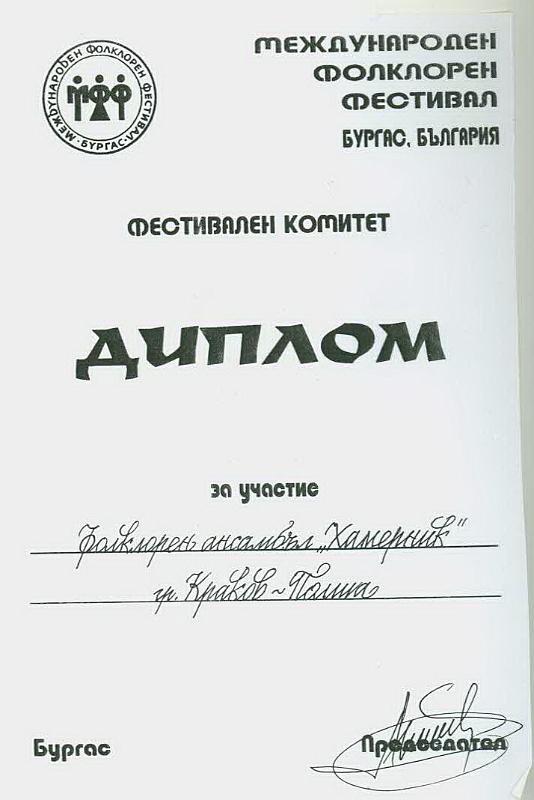 МЕЖДУНАРОДЕН ФОЛКЛОРЕН ФЕСТИВАЛ
МФФ
• БУРГАС •
МЕЖДУНАРОДЕН
ФОЛКЛОРЕН
ФЕСТИВАЛ
БУРГАС, БЪЛГАРИЯ
ФЕСТИВАЛЕН КОМИТЕТ
ДИПЛОМ
за участие
Фолклорен ансамбъл „Хамерник"
гр. Краков ~ Полша
Бургас
Председател